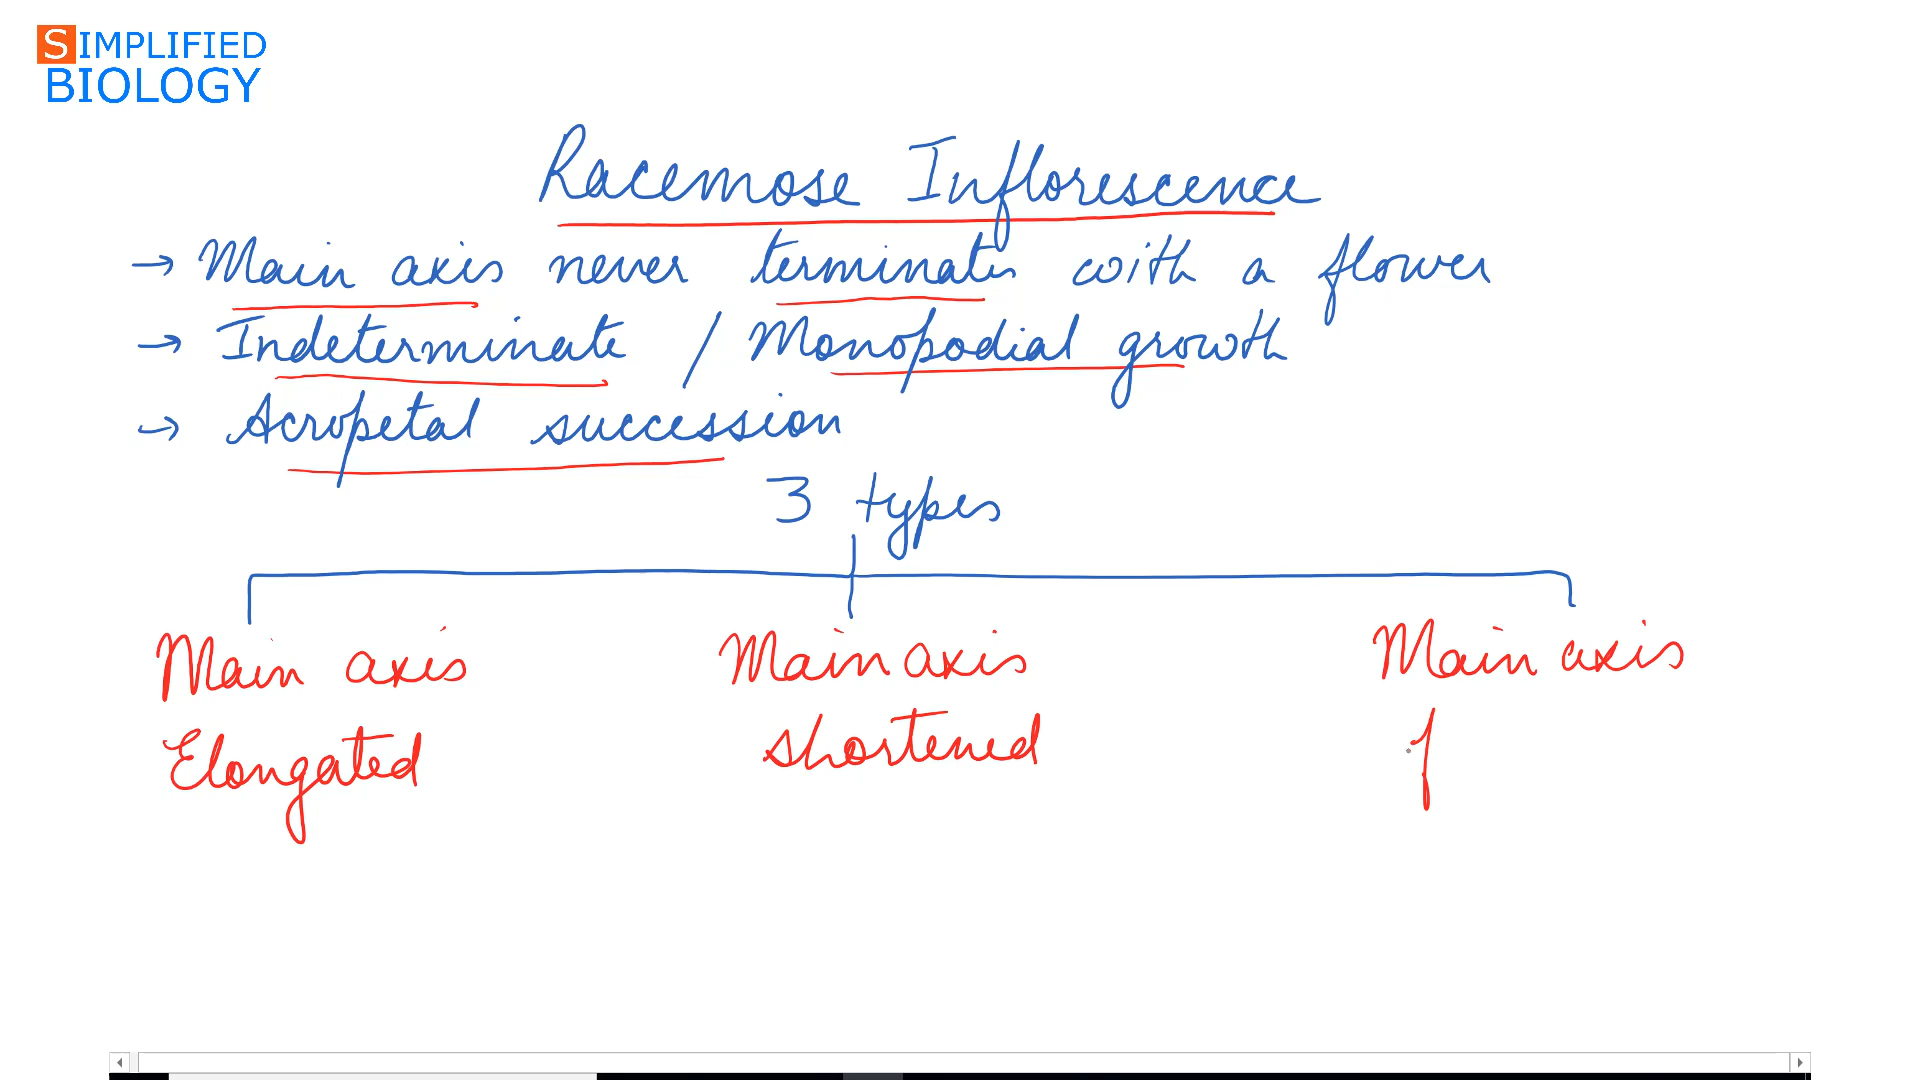 SIMPLIFIED
BIOLOGY
Racemose Inflorescence
→ Main axis never terminates with a flower
→ Indeterminate / Monopodial growth
→ Acropetal succession
3 types
Main axis Elongated
Main axis shortened
Main axis f